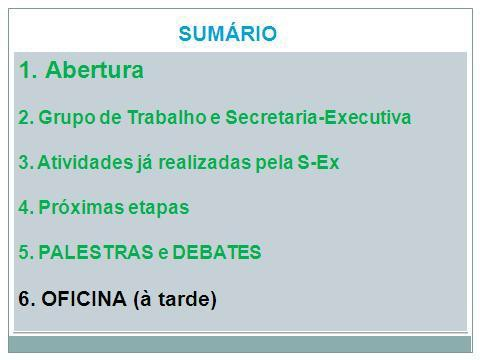 SUMÁRIO
1. Abertura
2. Grupo de Trabalho e Secretaria-Executiva
3. Atividades já realizadas pela S-Ex
4. Próximas etapas
5. PALESTRAS e DEBATES
6. OFICINA (à tarde)